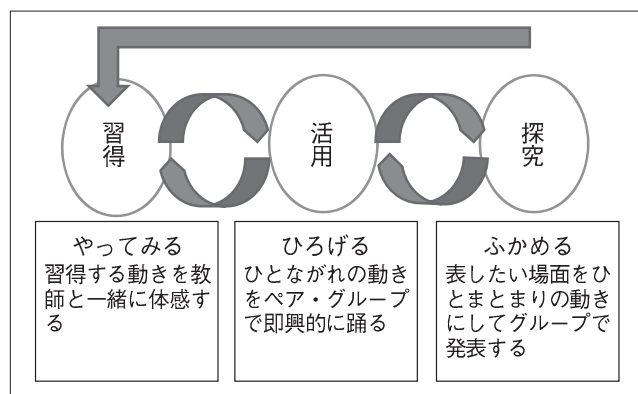 習得
活用
探究
やってみる
習得する動きを教
師と一緒に体感す
る
ひろげる
ひとながれの動き
をペア・グループ
で即興的に踊る
ふかめる
表したい場面をひ
とまとまりの動き
にしてグループで
発表する